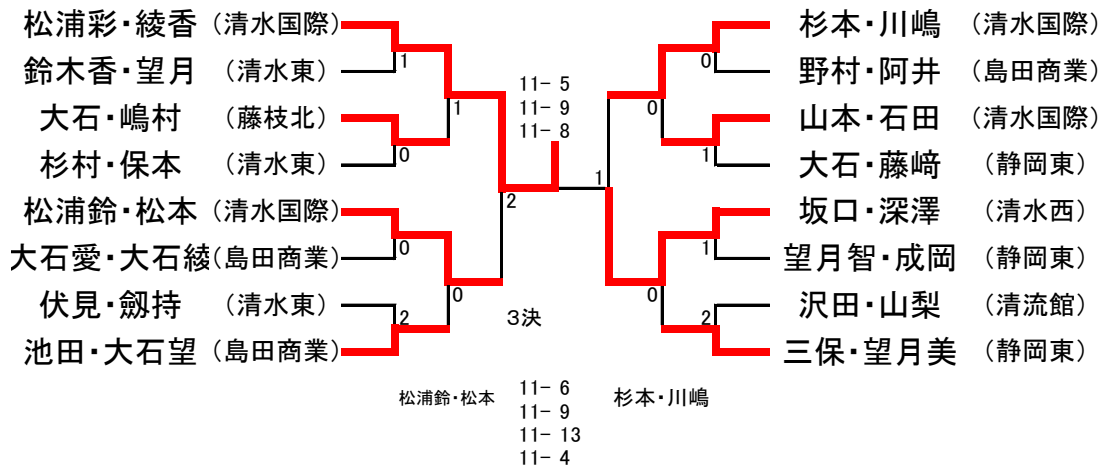 松浦彩・綾香 (清水国際) 杉本・川嶋 (清水国際)
1 0
鈴木香・望月 (清水東) 野村・阿井 (島田商業)
11- 5
1 11- 9 0
大石・嶋村 (藤枝北) 11- 8 山本・石田 (清水国際)
0 1
杉村・保本 (清水東) 大石・藤﨑 (静岡東)
2 1
松浦鈴・松本 (清水国際) 坂口・深澤 (清水西)
0 1
大石愛・大石綾 (島田商業) 望月智・成岡 (静岡東)
0 0
伏見・劔持 (清水東) 沢田・山梨 (清流館)
2 3決 2
池田・大石望 (島田商業) 三保・望月美 (静岡東)
松浦鈴・松本 11- 6 杉本・川嶋
11- 9
11- 13
11- 4